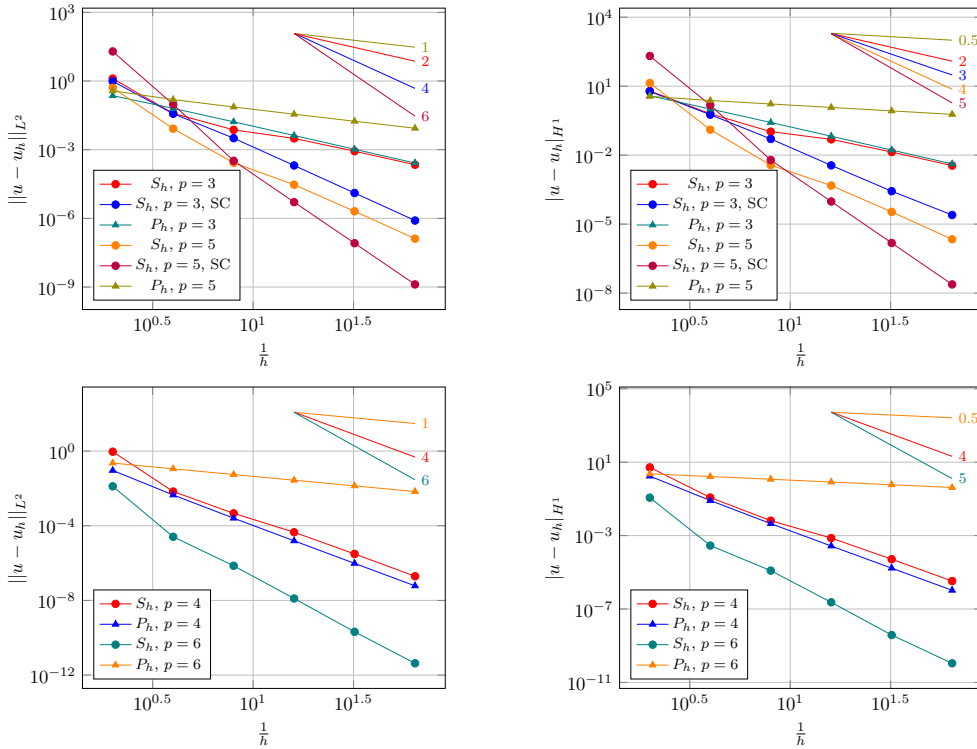 10^3
10^0
10^{-3}
10^{-6}
10^{-9}
||u − u_h||_{L^2}
1
2
4
6
S_h, p = 3
S_h, p = 3, SC
P_h, p = 3
S_h, p = 5
S_h, p = 5, SC
P_h, p = 5
10^{0.5}
10^1
10^{1.5}
\frac{1}{h}
10^4
10^1
10^{-2}
10^{-5}
10^{-8}
|u − u_h|_{H^1}
0.5
2
3
4
5
S_h, p = 3
S_h, p = 3, SC
P_h, p = 3
S_h, p = 5
S_h, p = 5, SC
P_h, p = 5
10^{0.5}
10^1
10^{1.5}
\frac{1}{h}
10^0
10^{-4}
10^{-8}
10^{-12}
||u − u_h||_{L^2}
1
4
6
S_h, p = 4
P_h, p = 4
S_h, p = 6
P_h, p = 6
10^{0.5}
10^1
10^{1.5}
\frac{1}{h}
10^5
10^1
10^{-3}
10^{-7}
10^{-11}
|u − u_h|_{H^1}
0.5
4
5
S_h, p = 4
P_h, p = 4
S_h, p = 6
P_h, p = 6
10^{0.5}
10^1
10^{1.5}
\frac{1}{h}